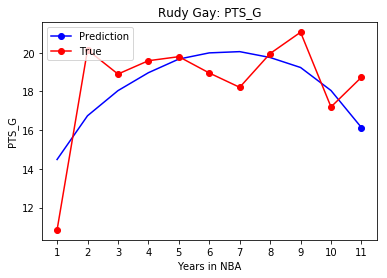 Rudy Gay: PTS_G
Prediction
True
20
18
16
14
12
PTS_G
1 2 3 4 5 6 7 8 9 10 11
Years in NBA